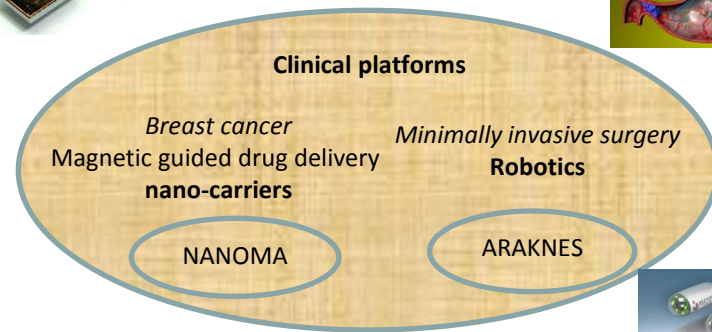 Clinical platforms
Breast cancer
Magnetic guided drug delivery
nano-carriers
Minimally invasive surgery
Robotics
NANOMA
ARAKNES